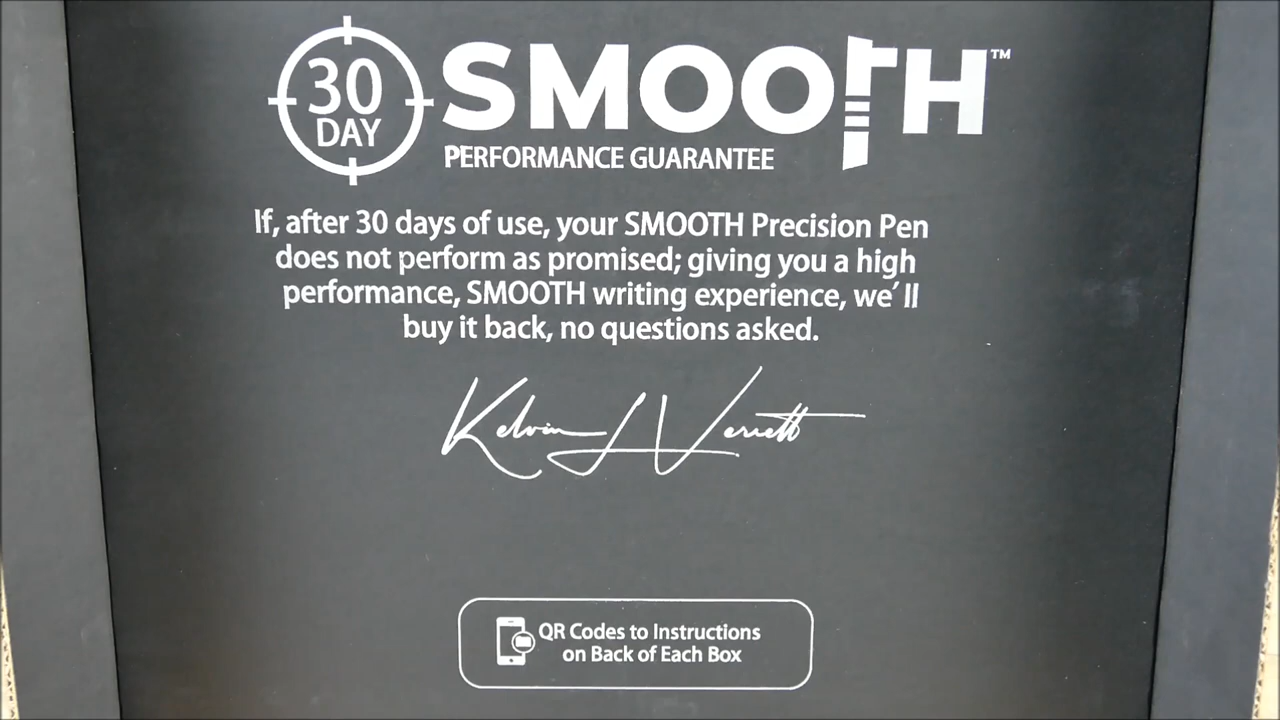 30
DAY
SMOOTH™
PERFORMANCE GUARANTEE
If, after 30 days of use, your SMOOTH Precision Pen
does not perform as promised; giving you a high
performance, SMOOTH writing experience, we'll
buy it back, no questions asked.
Kelvin L Verrett
QR Codes to Instructions
on Back of Each Box